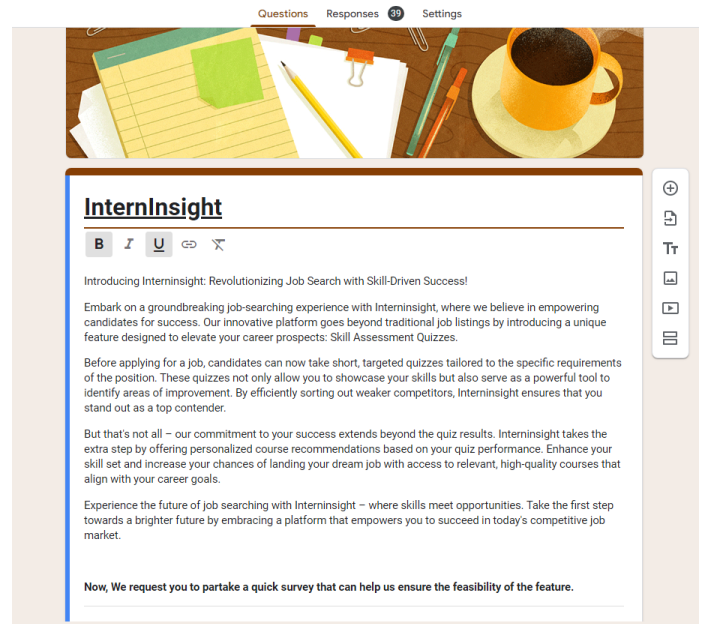 Questions Responses 39 Settings
InternInsight
B I U
Introducing Interninsight: Revolutionizing Job Search with Skill-Driven Success!
Embark on a groundbreaking job-searching experience with Interninsight, where we believe in empowering
candidates for success. Our innovative platform goes beyond traditional job listings by introducing a unique
feature designed to elevate your career prospects: Skill Assessment Quizzes.
Before applying for a job, candidates can now take short, targeted quizzes tailored to the specific requirements
of the position. These quizzes not only allow you to showcase your skills but also serve as a powerful tool to
identify areas of improvement. By efficiently sorting out weaker competitors, Interninsight ensures that you
stand out as a top contender.
But that's not all – our commitment to your success extends beyond the quiz results. Interninsight takes the
extra step by offering personalized course recommendations based on your quiz performance. Enhance your
skill set and increase your chances of landing your dream job with access to relevant, high-quality courses that
align with your career goals.
Experience the future of job searching with Interninsight – where skills meet opportunities. Take the first step
towards a brighter future by embracing a platform that empowers you to succeed in today's competitive job
market.
Now, We request you to partake a quick survey that can help us ensure the feasibility of the feature.